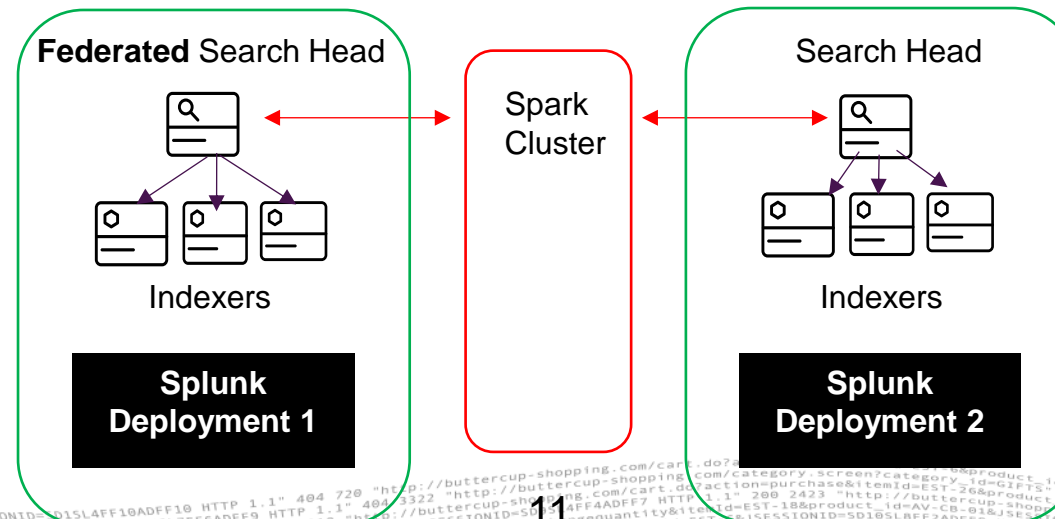 Federated Search Head
Search Head
Spark
Cluster
Indexers
Indexers
Splunk
Deployment 1
Splunk
Deployment 2
11